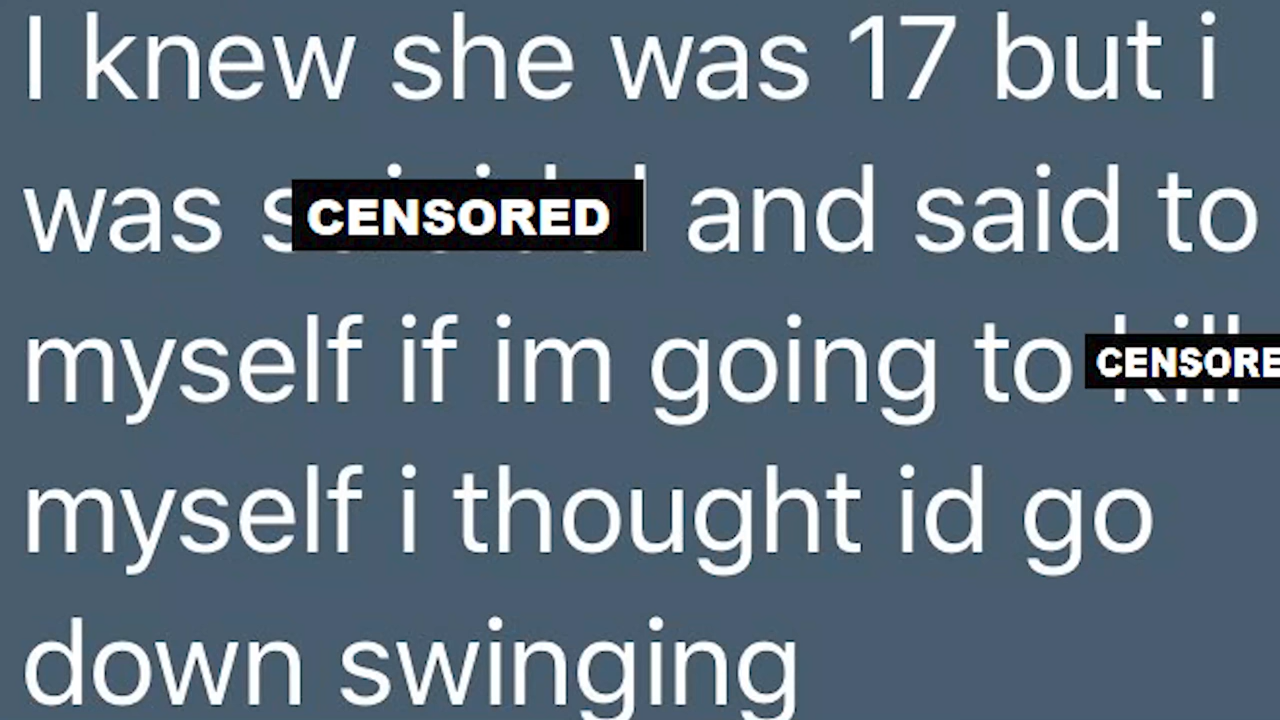 I knew she was 17 but i
was CENSORED and said to
myself if im going to CENSORE
myself i thought id go
down swinging